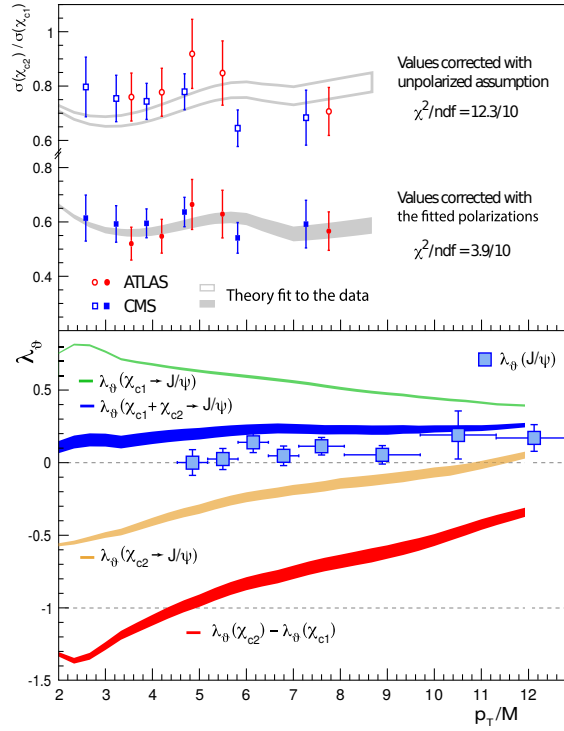 σ(χc2) / σ(χc1)
1
0.8
0.6
0.6
0.4
Values corrected with
unpolarized assumption
χ²/ndf = 12.3/10
Values corrected with
the fitted polarizations
χ²/ndf = 3.9/10
ATLAS
CMS
Theory fit to the data
λϑ
0.5
0
-0.5
-1
-1.5
λϑ(J/ψ)
λϑ(χc1 → J/ψ)
λϑ(χc1 + χc2 → J/ψ)
λϑ(χc2 → J/ψ)
λϑ(χc2) – λϑ(χc1)
2 3 4 5 6 7 8 9 10 11 12
pT/M